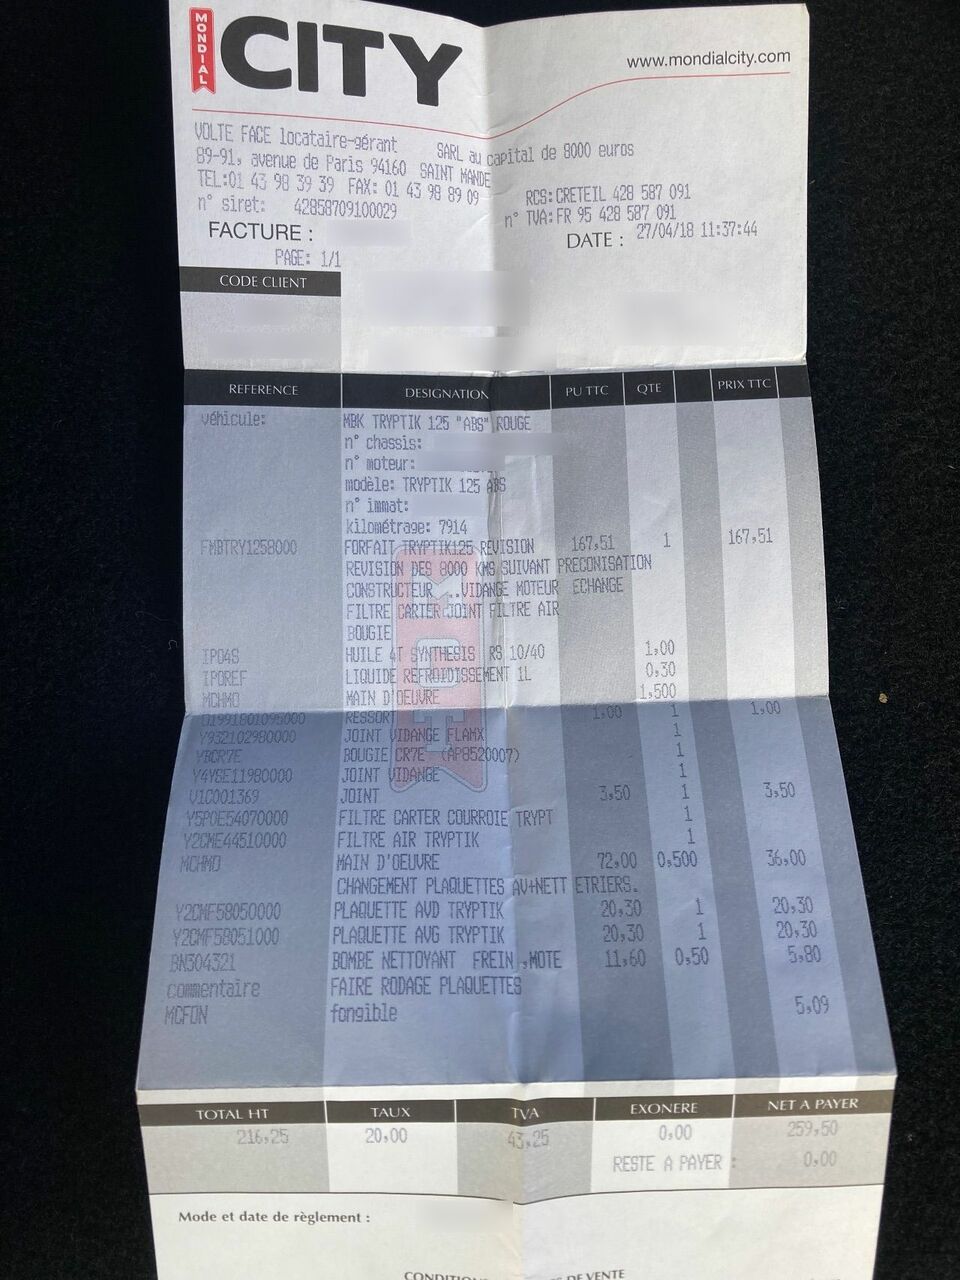 MONDIAL CITY
www.mondialcity.com
VOLTE FACE locataire-gérant SARL au capital de 8000 euros
89-91, avenue de Paris 94160 SAINT MANDE
TEL:01 43 98 39 39 FAX: 01 43 98 89 09 RCS: CRETEIL 428 587 091
n° siret: 42858709100029 n° TVA: FR 95 428 587 091
FACTURE : DATE : 27/04/18 11:37:44
PAGE: 1/1
CODE CLIENT
REFERENCE DESIGNATION PU TTC QTE PRIX TTC
véhicule: MBK TRYPTIK 125 "ABS" ROUGE
n° chassis:
n° moteur:
modèle: TRYPTIK 125 ABS
n° immat:
kilométrage: 7914
FMBTRY1258000 FORFAIT TRYPTIK125 REVISION 167,51 1 167,51
REVISION DES 8000 KMS SUIVANT PRECONISATION
CONSTRUCTEUR ..VIDANGE MOTEUR ECHANGE
FILTRE CARTER JOINT FILTRE AIR
BOUGIE
IPO4S HUILE 4T SYNTHESIS RS 10/40 1,00
IPOREF LIQUIDE REFROIDISSEMENT 1L 0,30
MCHMO MAIN D'OEUVRE 1,500
D1991801095000 RESSORT 1,00 1 1,00
Y932102980000 JOINT VIDANGE FLAMX 1
YBCR7E BOUGIE CR7E (AP8520007) 1
Y4YGE11980000 JOINT VIDANGE 1
V1C001369 JOINT 3,50 1 3,50
Y5POE54070000 FILTRE CARTER COURROIE TRYPT 1
Y2CME44510000 FILTRE AIR TRYPTIK 1
MCHMO MAIN D'OEUVRE 72,00 0,500 36,00
CHANGEMENT PLAQUETTES AV+NETT ETRIERS.
Y2CMF58050000 PLAQUETTE AVD TRYPTIK 20,30 1 20,30
Y2CMF58051000 PLAQUETTE AVG TRYPTIK 20,30 1 20,30
BN304321 BOMBE NETTOYANT FREIN ,MOTE 11,60 0,50 5,80
commentaire FAIRE RODAGE PLAQUETTES
MCFON fongible 5,09
TOTAL HT TAUX TVA EXONERE NET A PAYER
216,25 20,00 43,25 0,00 259,50
RESTE A PAYER : 0,00
Mode et date de règlement :
DE VENTE